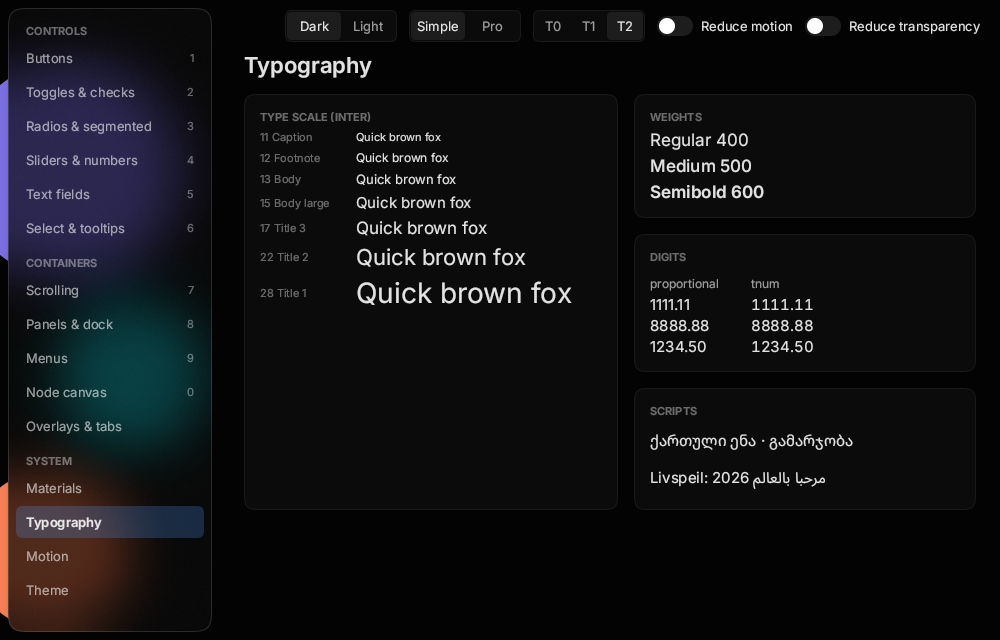 CONTROLS
Buttons 1
Toggles & checks 2
Radios & segmented 3
Sliders & numbers 4
Text fields 5
Select & tooltips 6
CONTAINERS
Scrolling 7
Panels & dock 8
Menus 9
Node canvas 0
Overlays & tabs
SYSTEM
Materials
Typography
Motion
Theme
Dark Light Simple Pro T0 T1 T2 Reduce motion Reduce transparency
Typography
TYPE SCALE (INTER)
11 Caption Quick brown fox
12 Footnote Quick brown fox
13 Body Quick brown fox
15 Body large Quick brown fox
17 Title 3 Quick brown fox
22 Title 2 Quick brown fox
28 Title 1 Quick brown fox
WEIGHTS
Regular 400
Medium 500
Semibold 600
DIGITS
proportional tnum
1111.11 1111.11
8888.88 8888.88
1234.50 1234.50
SCRIPTS
ქართული ენა · გამარჯობა
Livspeil: 2026 مرحبا بالعالم